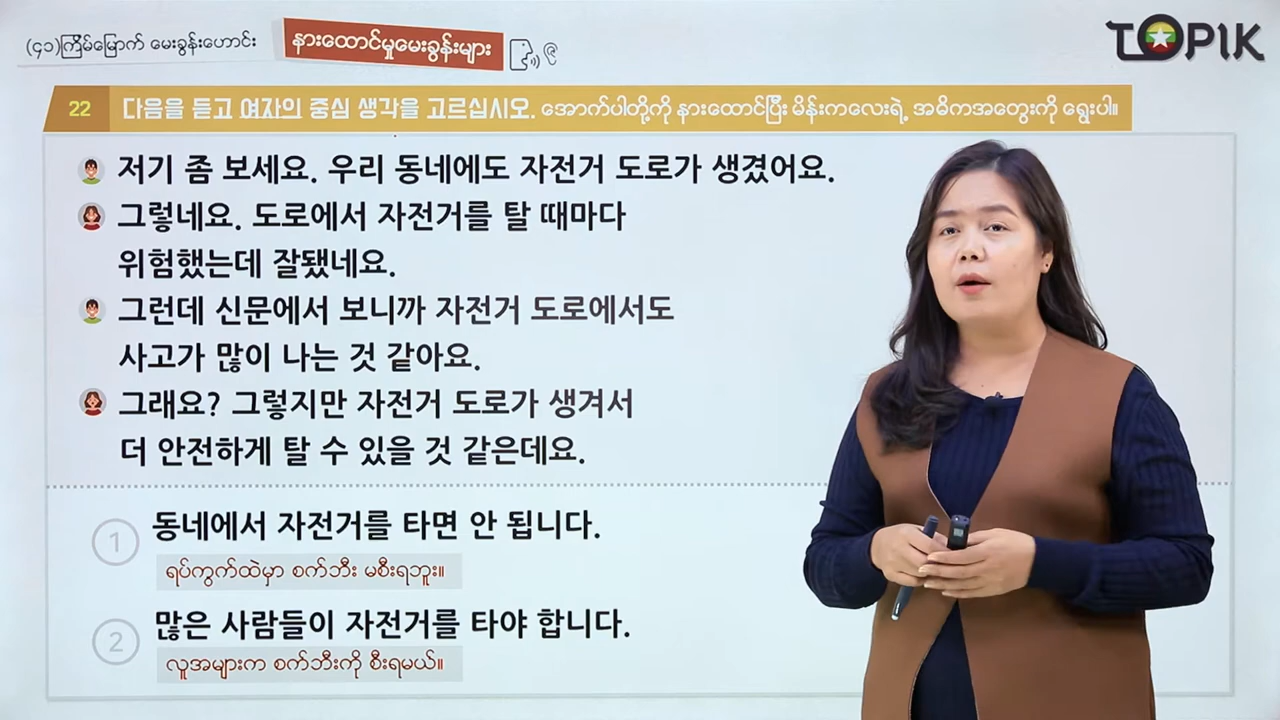 (၄၁)ကြိမ်မြောက် မေးခွန်းဟောင်း
နားထောင်မှုမေးခွန်းများ
၉
TOPIK
22 다음을 듣고 여자의 중심 생각을 고르십시오. အောက်ပါတို့ကို နားထောင်ပြီး မိန်းကလေးရဲ့ အဓိကအတွေးကို ရွေးပါ။
저기 좀 보세요. 우리 동네에도 자전거 도로가 생겼어요.
그렇네요. 도로에서 자전거를 탈 때마다
위험했는데 잘됐네요.
그런데 신문에서 보니까 자전거 도로에서도
사고가 많이 나는 것 같아요.
그래요? 그렇지만 자전거 도로가 생겨서
더 안전하게 탈 수 있을 것 같은데요.
1 동네에서 자전거를 타면 안 됩니다.
ရပ်ကွက်ထဲမှာ စက်ဘီး မစီးရဘူး။
2 많은 사람들이 자전거를 타야 합니다.
လူအများက စက်ဘီးကို စီးရမယ်။